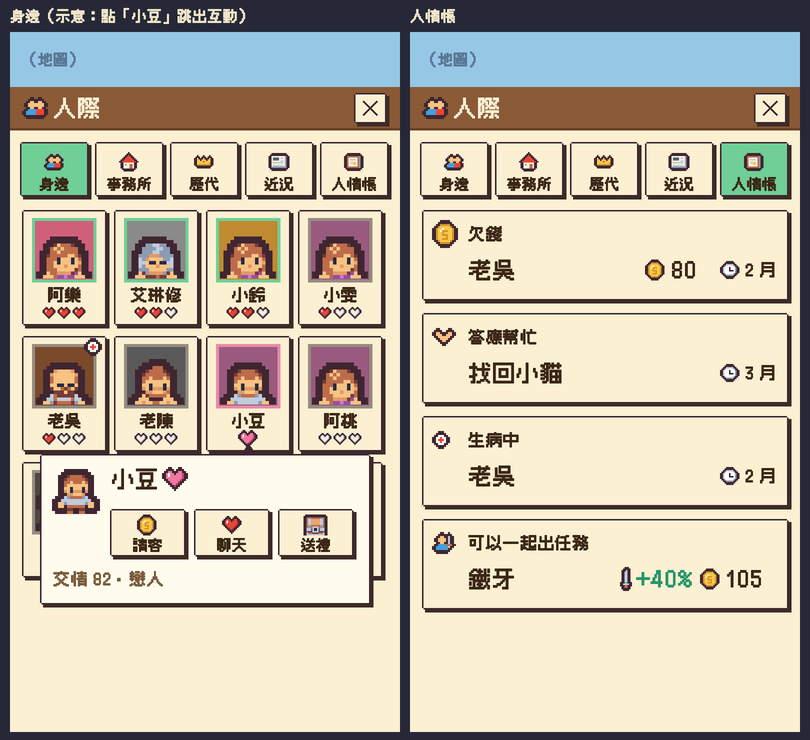 身邊（示意：點「小豆」跳出互動）
（地圖）
人際
身邊
事務所
歷代
近況
人情帳
阿樂
艾琳修
小鈴
小雯
老吳
老陳
小豆
阿桃
小豆
請客
聊天
送禮
交情 82・戀人
人情帳
（地圖）
人際
身邊
事務所
歷代
近況
人情帳
欠錢
老吳
80
2 月
答應幫忙
找回小貓
3 月
生病中
老吳
2 月
可以一起出任務
鐵牙
+40%
105